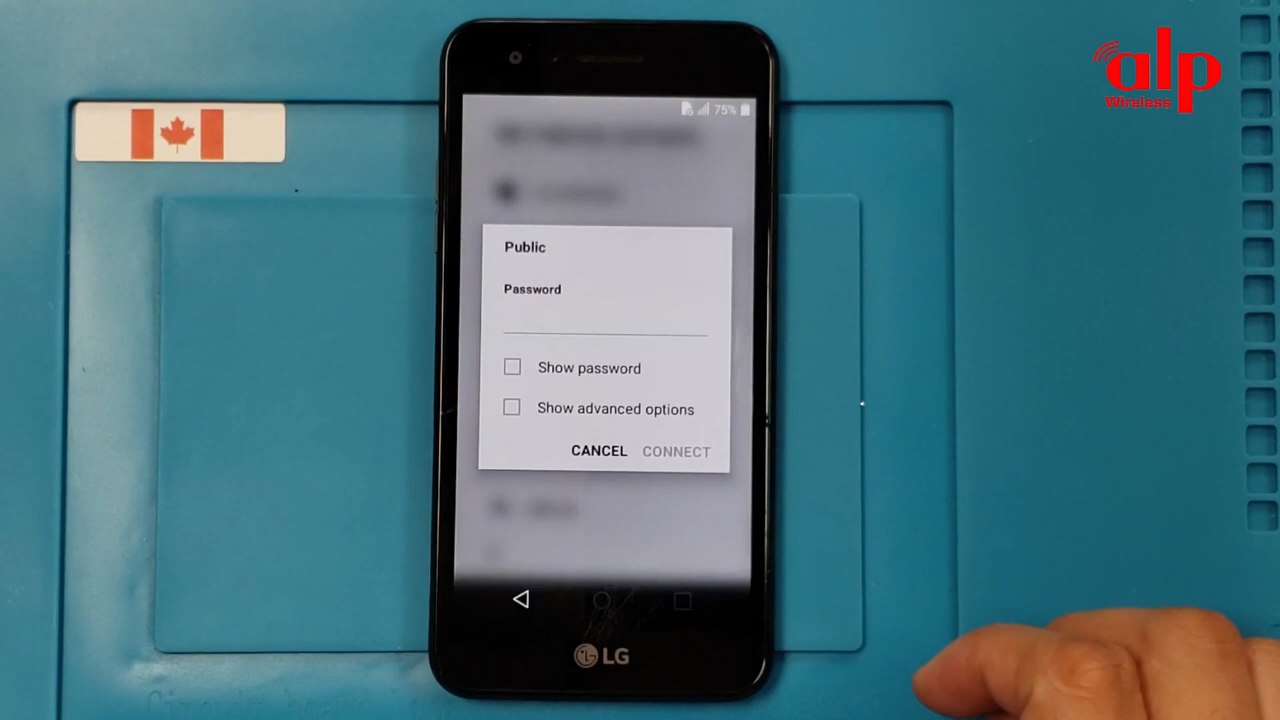 alp
Wireless
75%
Public
Password
Show password
Show advanced options
CANCEL CONNECT
LG